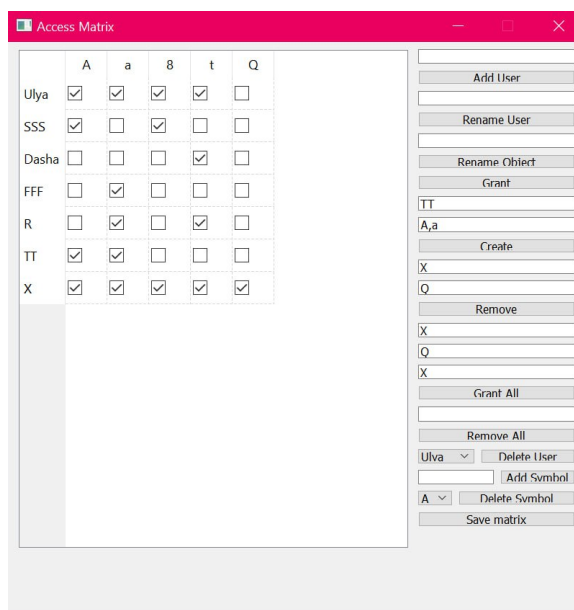 Access Matrix
A a 8 t Q
Ulya
SSS
Dasha
FFF
R
TT
X
Add User
Rename User
Rename Object
Grant
TT
A,a
Create
X
Q
Remove
X
Q
X
Grant All
Remove All
Ulya Delete User
Add Symbol
A Delete Symbol
Save matrix